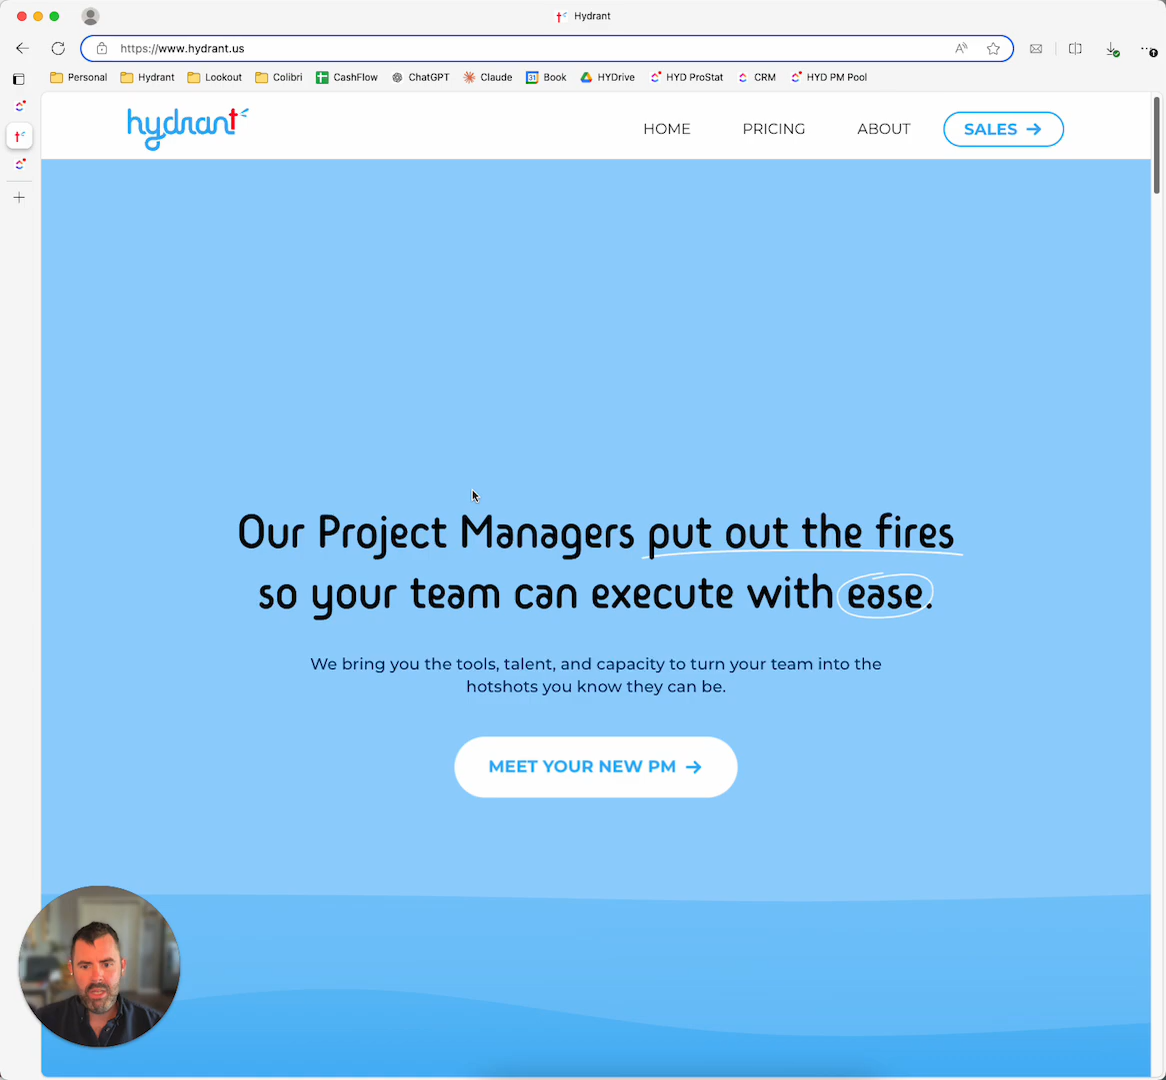 Hydrant
https://www.hydrant.us
Personal Hydrant Lookout Colibri CashFlow ChatGPT Claude Book HYDrive HYD ProStat CRM HYD PM Pool
hydrant
HOME PRICING ABOUT SALES →
Our Project Managers put out the fires
so your team can execute with ease.
We bring you the tools, talent, and capacity to turn your team into the
hotshots you know they can be.
MEET YOUR NEW PM →